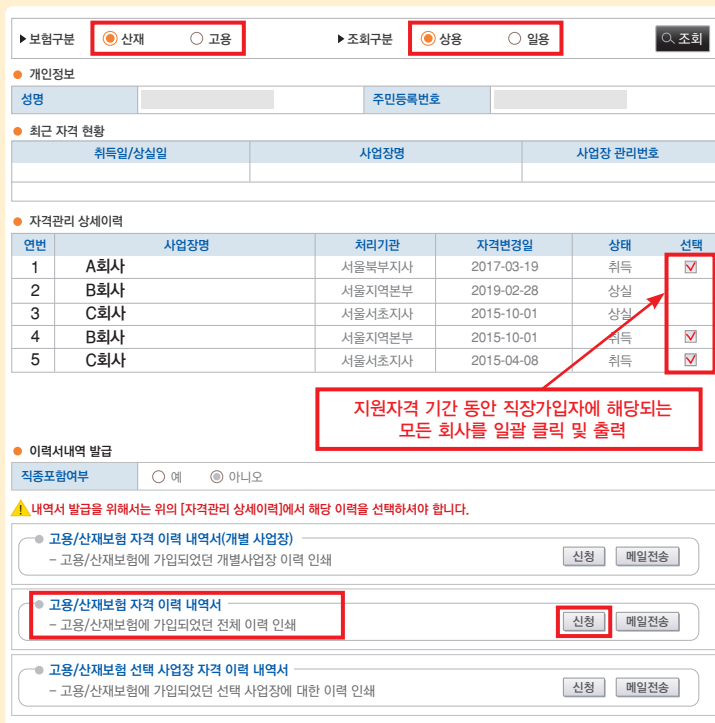 ▶보험구분 산재 고용 ▶조회구분 상용 일용 조회
개인정보
성명 주민등록번호
최근 자격 현황
취득일/상실일 사업장명 사업장 관리번호
자격관리 상세이력
연번 사업장명 처리기관 자격변경일 상태 선택
1 A회사 서울북부지사 2017-03-19 취득
2 B회사 서울지역본부 2019-02-28 상실
3 C회사 서울서초지사 2015-10-01 상실
4 B회사 서울지역본부 2015-10-01 취득
5 C회사 서울서초지사 2015-04-08 취득
지원자격 기간 동안 직장가입자에 해당되는
모든 회사를 일괄 클릭 및 출력
이력서내역 발급
직종포함여부 예 아니오
내역서 발급을 위해서는 위의 [자격관리 상세이력]에서 해당 이력을 선택하셔야 합니다.
고용/산재보험 자격 이력 내역서(개별 사업장)
- 고용/산재보험에 가입되었던 개별사업장 이력 인쇄 신청 메일전송
고용/산재보험 자격 이력 내역서
- 고용/산재보험에 가입되었던 전체 이력 인쇄 신청 메일전송
고용/산재보험 선택 사업장 자격 이력 내역서
- 고용/산재보험에 가입되었던 선택 사업장에 대한 이력 인쇄 신청 메일전송